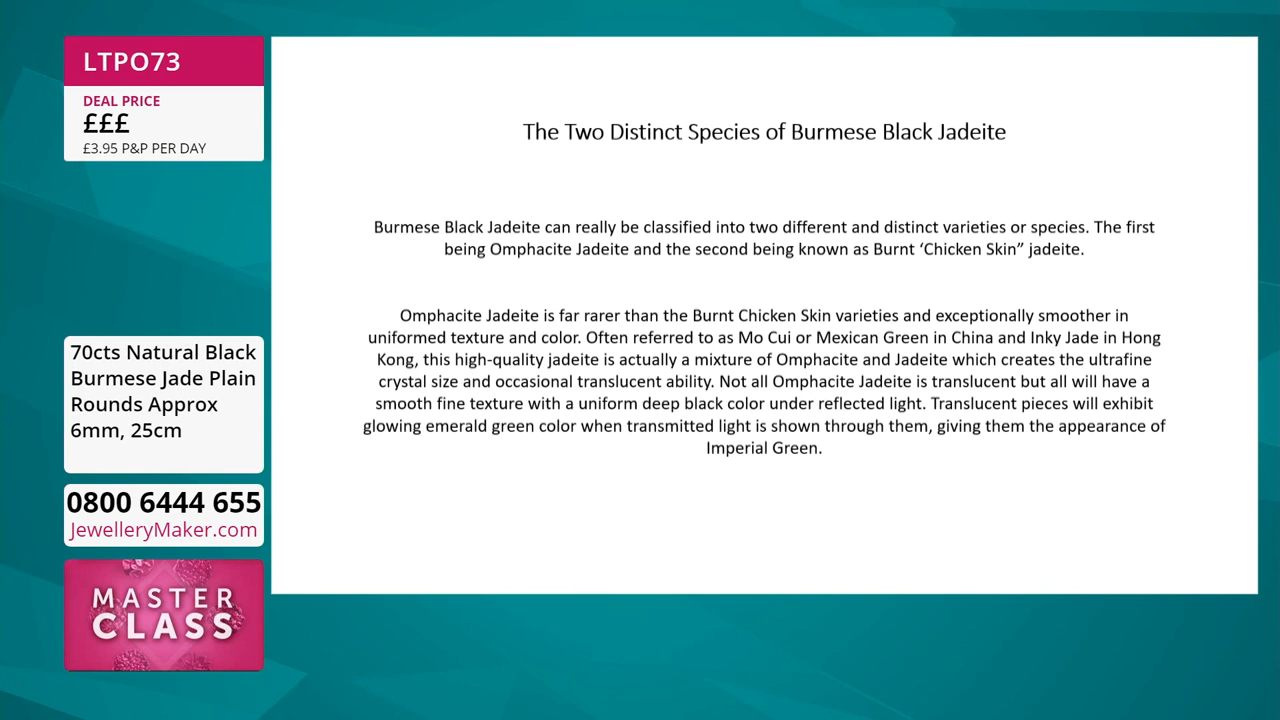 LTPO73
DEAL PRICE
£££
£3.95 P&P PER DAY
70cts Natural Black
Burmese Jade Plain
Rounds Approx
6mm, 25cm
0800 6444 655
JewelleryMaker.com
MASTER
CLASS
The Two Distinct Species of Burmese Black Jadeite
Burmese Black Jadeite can really be classified into two different and distinct varieties or species. The first
being Omphacite Jadeite and the second being known as Burnt ‘Chicken Skin” jadeite.
Omphacite Jadeite is far rarer than the Burnt Chicken Skin varieties and exceptionally smoother in
uniformed texture and color. Often referred to as Mo Cui or Mexican Green in China and Inky Jade in Hong
Kong, this high-quality jadeite is actually a mixture of Omphacite and Jadeite which creates the ultrafine
crystal size and occasional translucent ability. Not all Omphacite Jadeite is translucent but all will have a
smooth fine texture with a uniform deep black color under reflected light. Translucent pieces will exhibit
glowing emerald green color when transmitted light is shown through them, giving them the appearance of
Imperial Green.